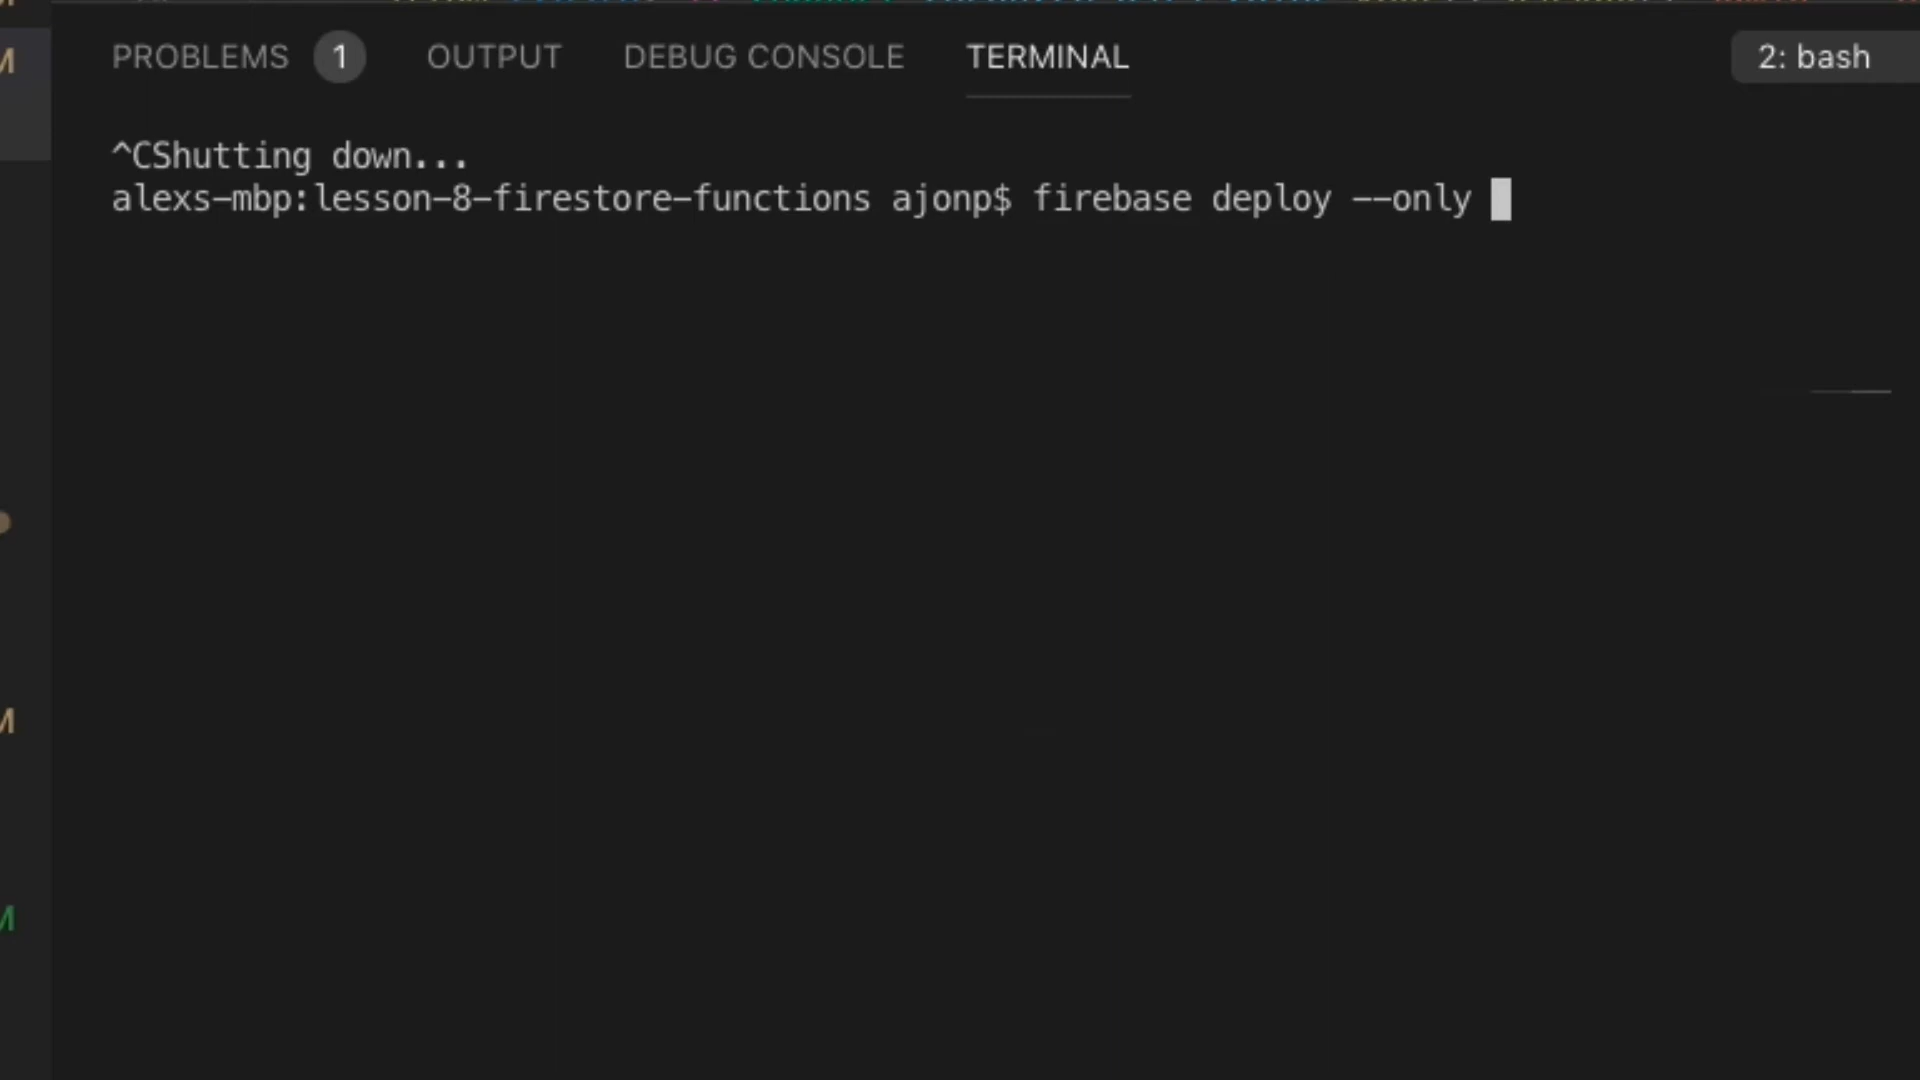 PROBLEMS 1 OUTPUT DEBUG CONSOLE TERMINAL 2: bash
^CShutting down...
alexs-mbp:lesson-8-firestore-functions ajonp$ firebase deploy --only
M
M